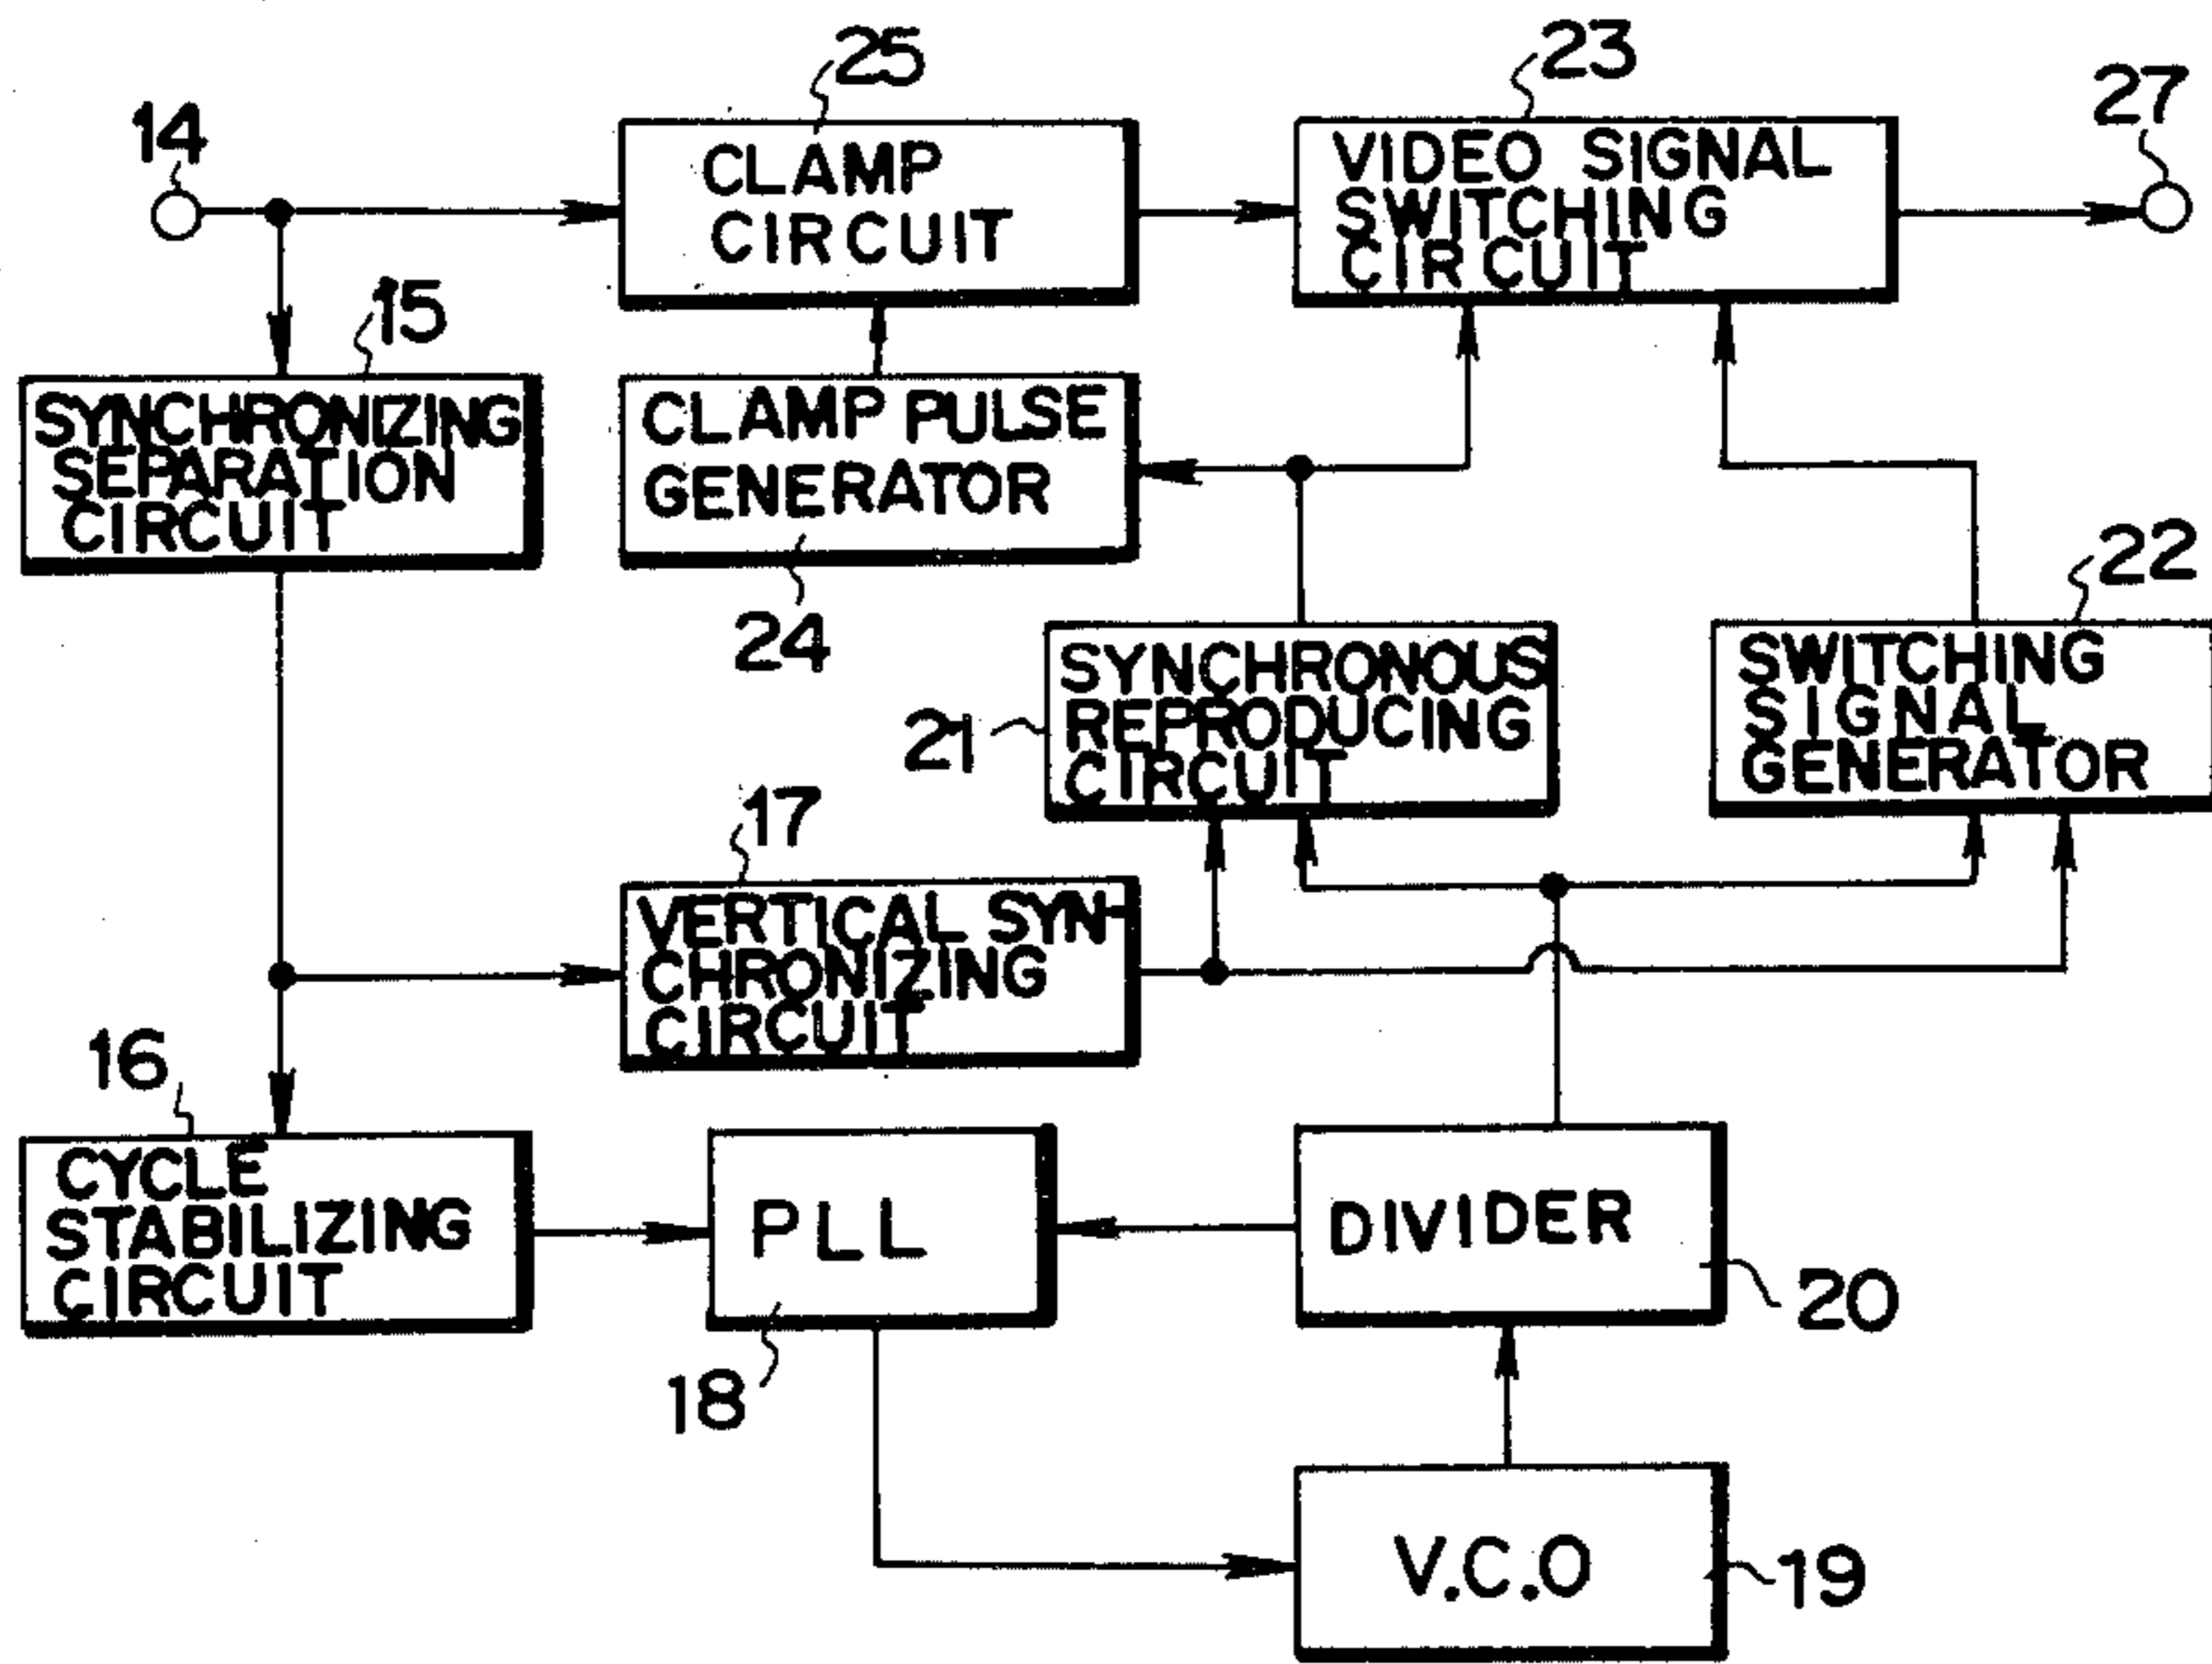 25
23
27
14
CLAMP
CIRCUIT
VIDEO SIGNAL
SWITCHING
CIRCUIT
15
SYNCHRONIZING
SEPARATION
CIRCUIT
CLAMP PULSE
GENERATOR
24
22
21
SYNCHRONOUS
REPRODUCING
CIRCUIT
SWITCHING
SIGNAL
GENERATOR
17
VERTICAL SYN-
CHRONIZING
CIRCUIT
16
CYCLE
STABILIZING
CIRCUIT
PLL
DIVIDER
20
18
V.C.O
19